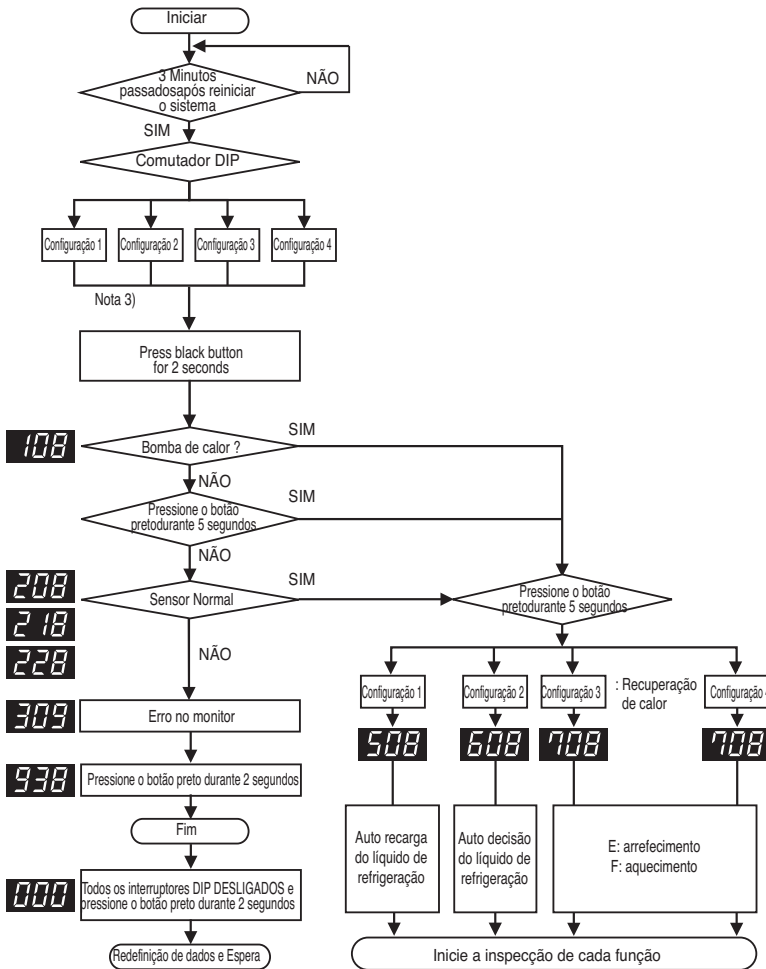 Iniciar
3 Minutos
passadosapós reiniciar
o sistema
NÃO
SIM
Comutador DIP
Configuração 1
Configuração 2
Configuração 3
Configuração 4
Nota 3)
Press black button
for 2 seconds
108
Bomba de calor ?
SIM
NÃO
Pressione o botão
pretodurante 5 segundos
SIM
NÃO
208
218
228
Sensor Normal
SIM
NÃO
Pressione o botão
pretodurante 5 segundos
309
Erro no monitor
938
Pressione o botão preto durante 2 segundos
Fim
000
Todos os interruptores DIP DESLIGADOS e
pressione o botão preto durante 2 segundos
Redefinição de dados e Espera
Configuração 1
Configuração 2
Configuração 3
: Recuperação
de calor
Configuração 4
508
608
708
708
Auto recarga
do líquido de
refrigeração
Auto decisão
do líquido de
refrigeração
E: arrefecimento
F: aquecimento
Inicie a inspecção de cada função